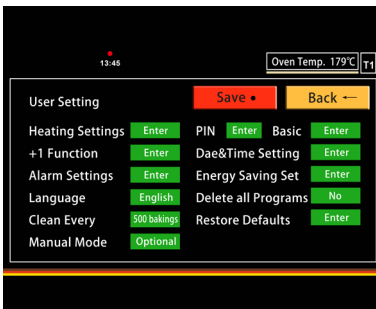 13:45
Oven Temp. 179℃ T1
User Setting Save • Back ←
Heating Settings Enter PIN Enter Basic Enter
+1 Function Enter Dae&Time Setting Enter
Alarm Settings Enter Energy Saving Set Enter
Language English Delete all Programs No
Clean Every 500 bakings Restore Defaults Enter
Manual Mode Optional